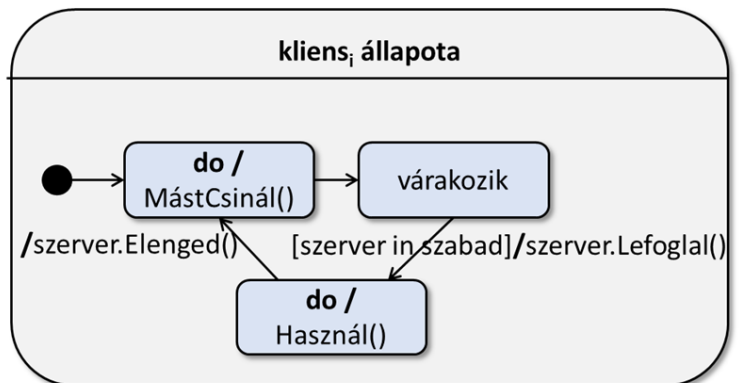 kliensᵢ állapota
do /
MástCsinál()
várakozik
/szerver.Elenged()
[szerver in szabad]/szerver.Lefoglal()
do /
Használ()